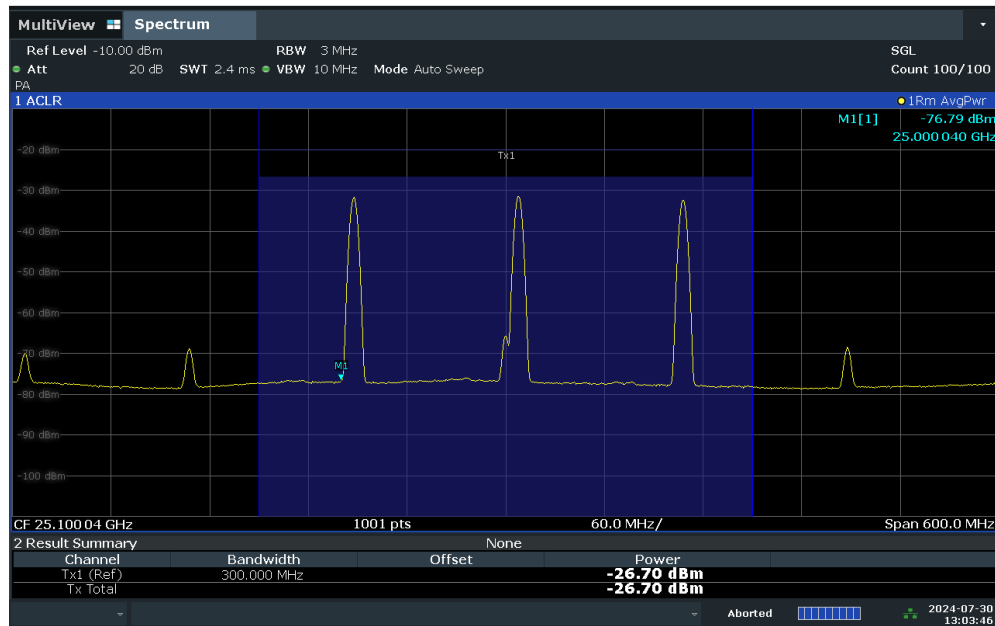 MultiView Spectrum
Ref Level -10.00 dBm RBW 3 MHz SGL
Att 20 dB SWT 2.4 ms VBW 10 MHz Mode Auto Sweep Count 100/100
PA
1 ACLR 1Rm AvgPwr
M1[1] -76.79 dBm
25.000 040 GHz
-20 dBm
Tx1
-30 dBm
-40 dBm
-50 dBm
-60 dBm
-70 dBm
M1
-80 dBm
-90 dBm
-100 dBm
CF 25.100 04 GHz 1001 pts 60.0 MHz/ Span 600.0 MHz
2 Result Summary None
Channel Bandwidth Offset Power
Tx1 (Ref) 300.000 MHz -26.70 dBm
Tx Total -26.70 dBm
Aborted 2024-07-30
13:03:46